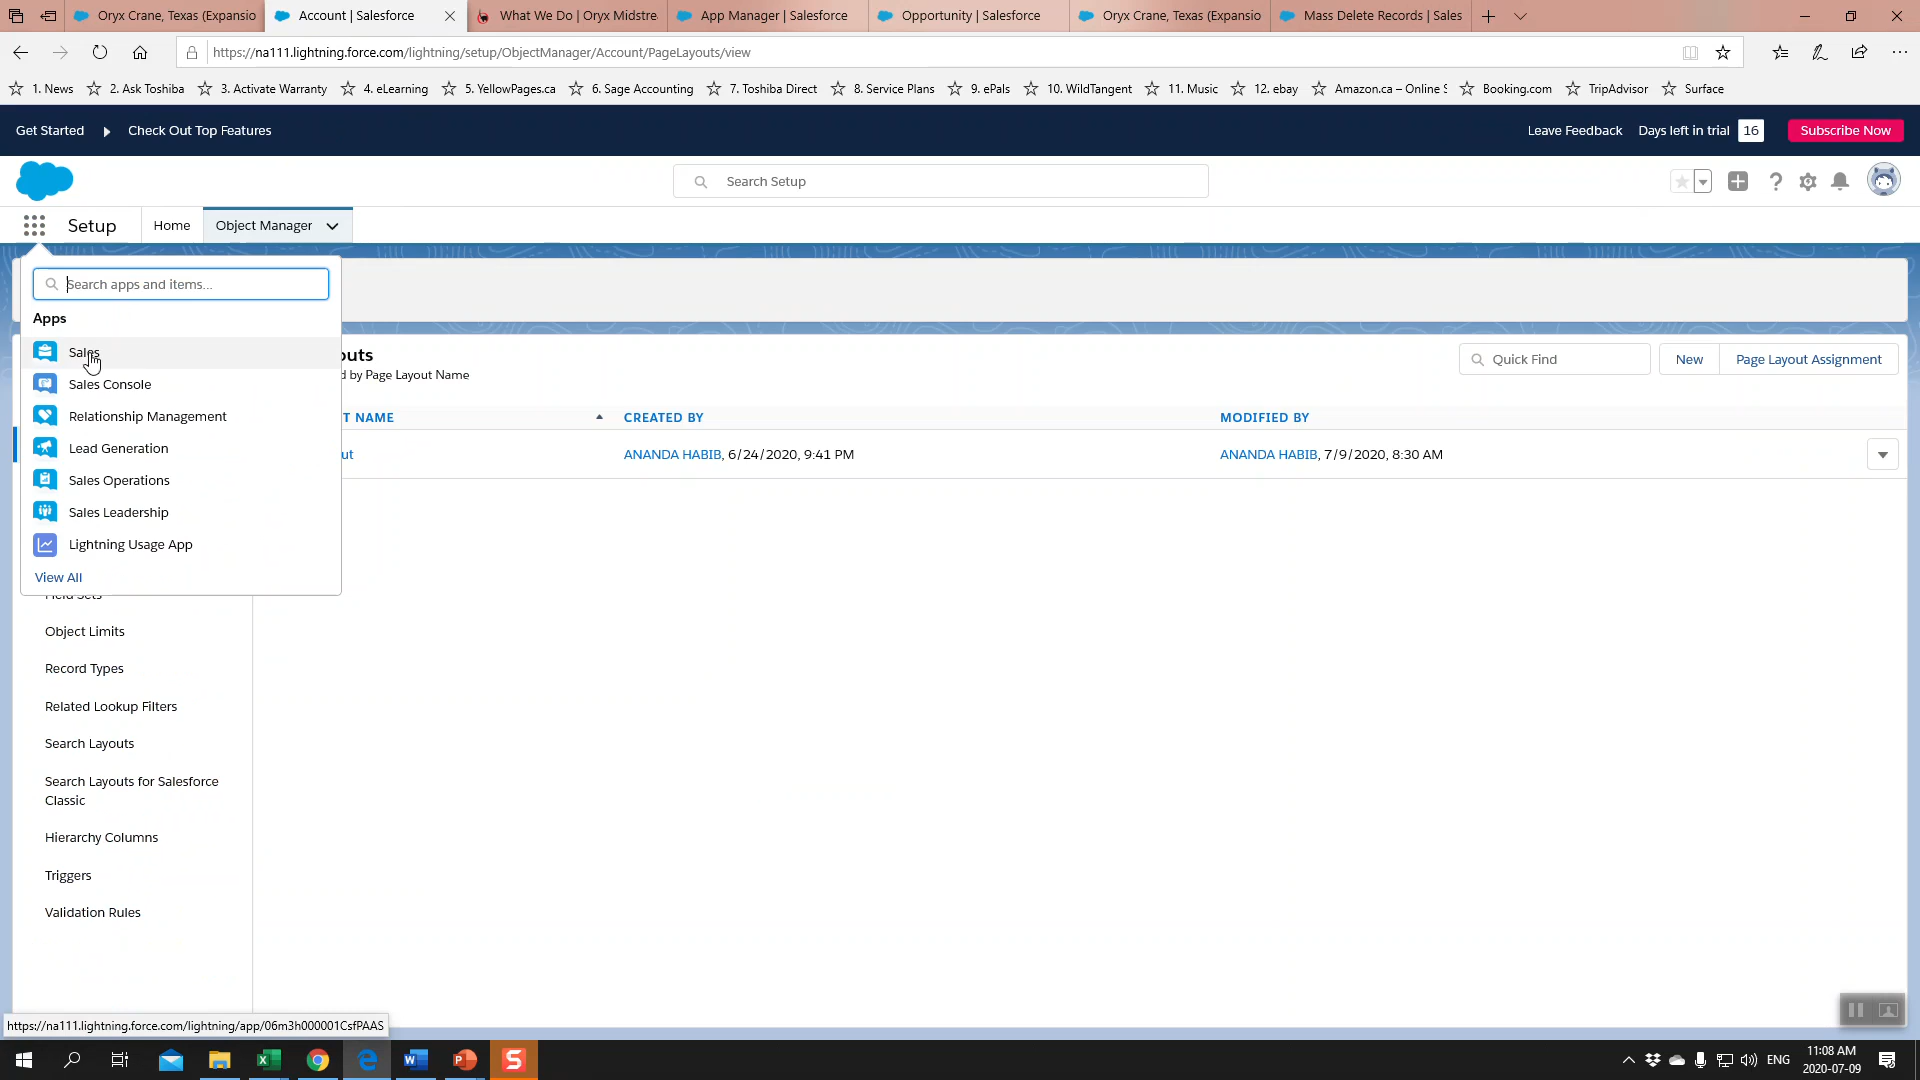 Oryx Crane, Texas (Expansio
Account | Salesforce
What We Do | Oryx Midstre
App Manager | Salesforce
Opportunity | Salesforce
Oryx Crane, Texas (Expansio
Mass Delete Records | Sales
https://na111.lightning.force.com/lightning/setup/ObjectManager/Account/PageLayouts/view
1. News
2. Ask Toshiba
3. Activate Warranty
4. eLearning
5. YellowPages.ca
6. Sage Accounting
7. Toshiba Direct
8. Service Plans
9. ePals
10. WildTangent
11. Music
12. ebay
Amazon.ca – Online S
Booking.com
TripAdvisor
Surface
Get Started
Check Out Top Features
Leave Feedback
Days left in trial 16
Subscribe Now
Search Setup
Setup
Home
Object Manager
Search apps and items...
Apps
Sales
Sales Console
Relationship Management
Lead Generation
Sales Operations
Sales Leadership
Lightning Usage App
View All
outs
d by Page Layout Name
Quick Find
New
Page Layout Assignment
T NAME
CREATED BY
MODIFIED BY
ut
ANANDA HABIB, 6/24/2020, 9:41 PM
ANANDA HABIB, 7/9/2020, 8:30 AM
Field Sets
Object Limits
Record Types
Related Lookup Filters
Search Layouts
Search Layouts for Salesforce
Classic
Hierarchy Columns
Triggers
Validation Rules
https://na111.lightning.force.com/lightning/app/06m3h000001CsfPAAS
ENG
11:08 AM
2020-07-09